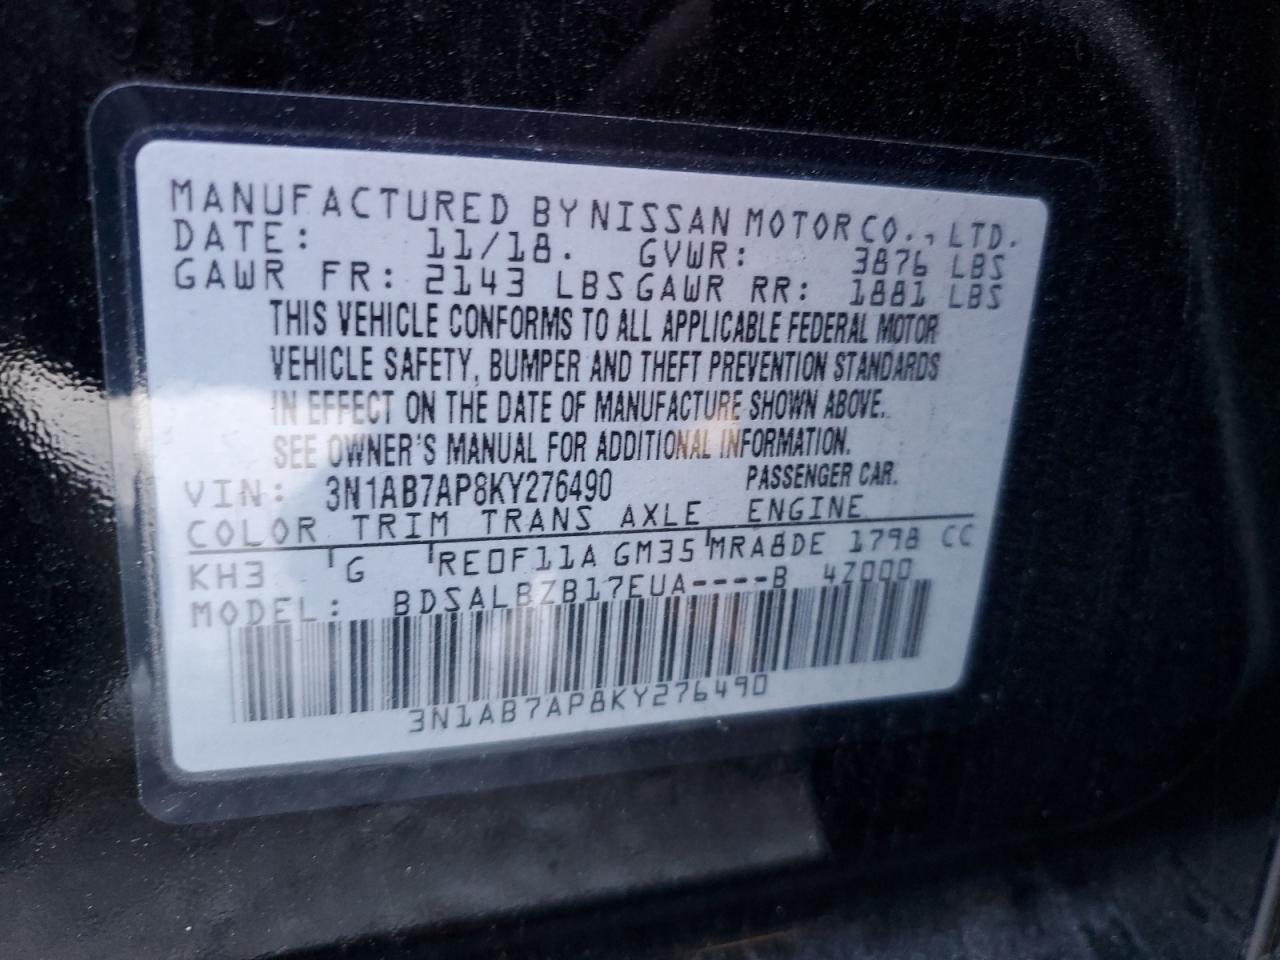 MANUFACTURED BY NISSAN MOTOR CO., LTD.
DATE: 11/18. GVWR: 3876 LBS
GAWR FR: 2143 LBS GAWR RR: 1881 LBS
THIS VEHICLE CONFORMS TO ALL APPLICABLE FEDERAL MOTOR
VEHICLE SAFETY, BUMPER AND THEFT PREVENTION STANDARDS
IN EFFECT ON THE DATE OF MANUFACTURE SHOWN ABOVE.
SEE OWNER'S MANUAL FOR ADDITIONAL INFORMATION.
VIN: 3N1AB7AP8KY276490 PASSENGER CAR.
COLOR TRIM TRANS AXLE ENGINE
KH3 G RE0F11A GM35 MRA8DE 1798 CC
MODEL: BDSALBZB17EUA----B 4Z000
3N1AB7AP8KY276490